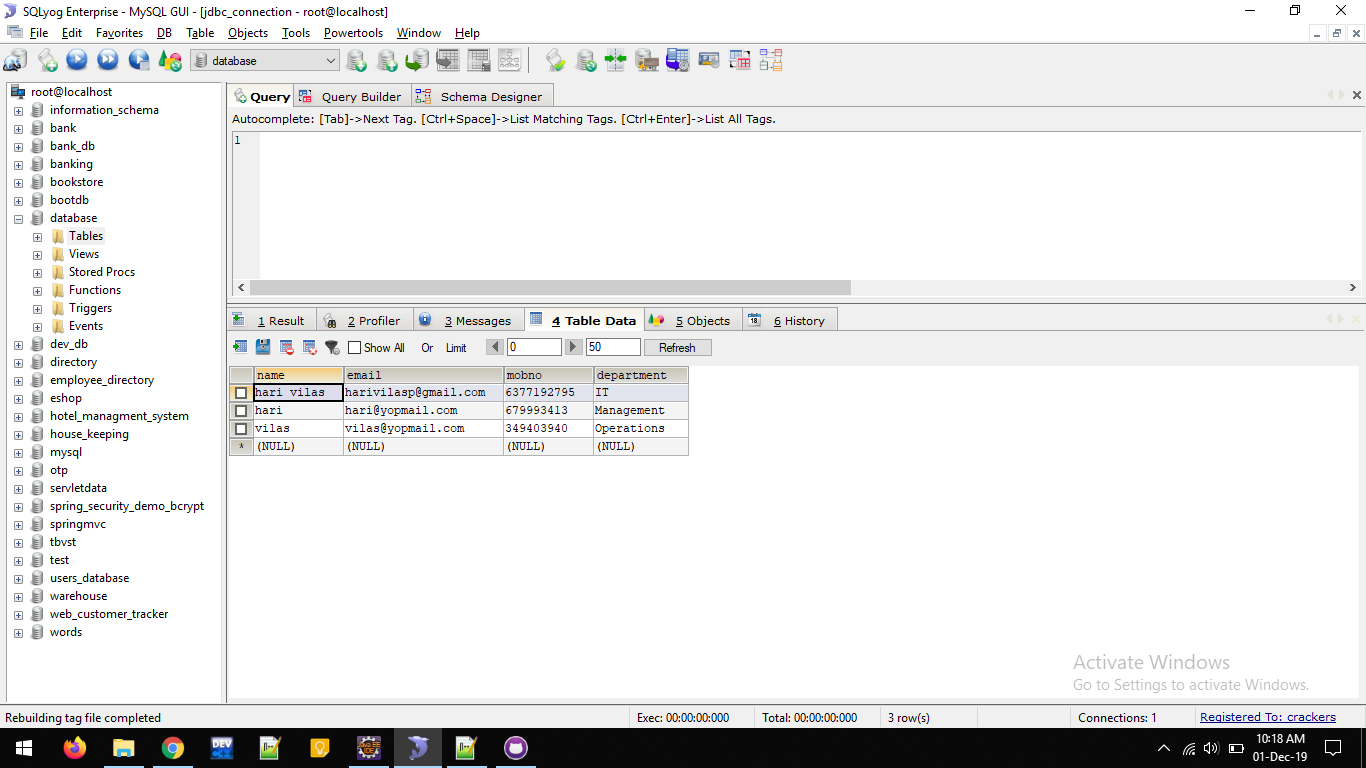 SQLyog Enterprise - MySQL GUI - [jdbc_connection - root@localhost]
File Edit Favorites DB Table Objects Tools Powertools Window Help
database
root@localhost
information_schema
bank
bank_db
banking
bookstore
bootdb
database
Tables
Views
Stored Procs
Functions
Triggers
Events
dev_db
directory
employee_directory
eshop
hotel_managment_system
house_keeping
mysql
otp
servletdata
spring_security_demo_bcrypt
springmvc
tbvst
test
users_database
warehouse
web_customer_tracker
words
Query Query Builder Schema Designer
Autocomplete: [Tab]->Next Tag. [Ctrl+Space]->List Matching Tags. [Ctrl+Enter]->List All Tags.
1
1 Result 2 Profiler 3 Messages 4 Table Data 5 Objects 18 6 History
Show All Or Limit 0 50 Refresh
name email mobno department
hari vilas harivilasp@gmail.com 6377192795 IT
hari hari@yopmail.com 679993413 Management
vilas vilas@yopmail.com 349403940 Operations
* (NULL) (NULL) (NULL) (NULL)
Activate Windows
Go to Settings to activate Windows.
Rebuilding tag file completed Exec: 00:00:00:000 Total: 00:00:00:000 3 row(s) Connections: 1 Registered To: crackers
DEV
10:18 AM
01-Dec-19